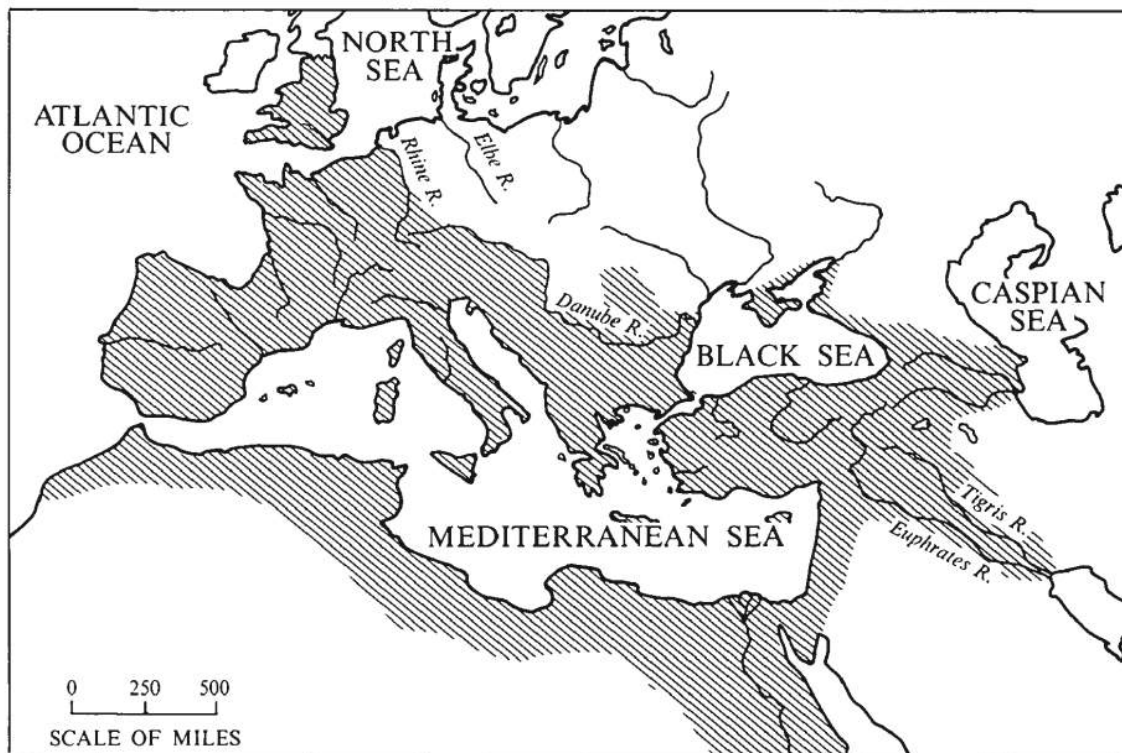 NORTH
SEA
ATLANTIC
OCEAN
Rhine R.
Elbe R.
CASPIAN
SEA
Danube R.
BLACK SEA
Tigris R.
MEDITERRANEAN SEA
Euphrates R.
0 250 500
SCALE OF MILES